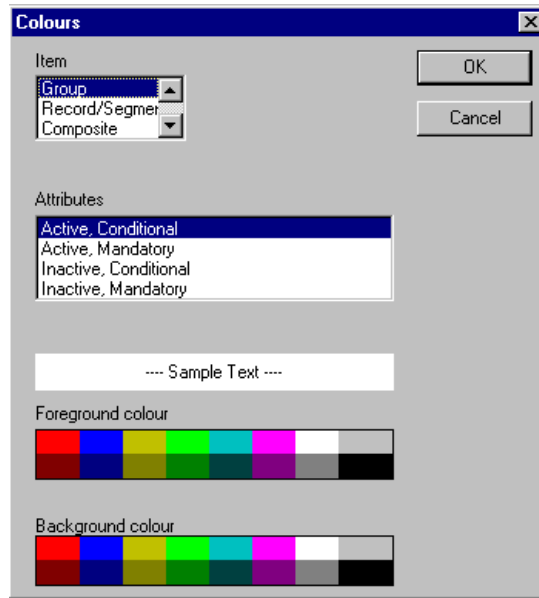 Colours
Item
OK
Group
Record/Segmer
Composite
Cancel
Attributes
Active, Conditional
Active, Mandatory
Inactive, Conditional
Inactive, Mandatory
---- Sample Text ----
Foreground colour
Background colour